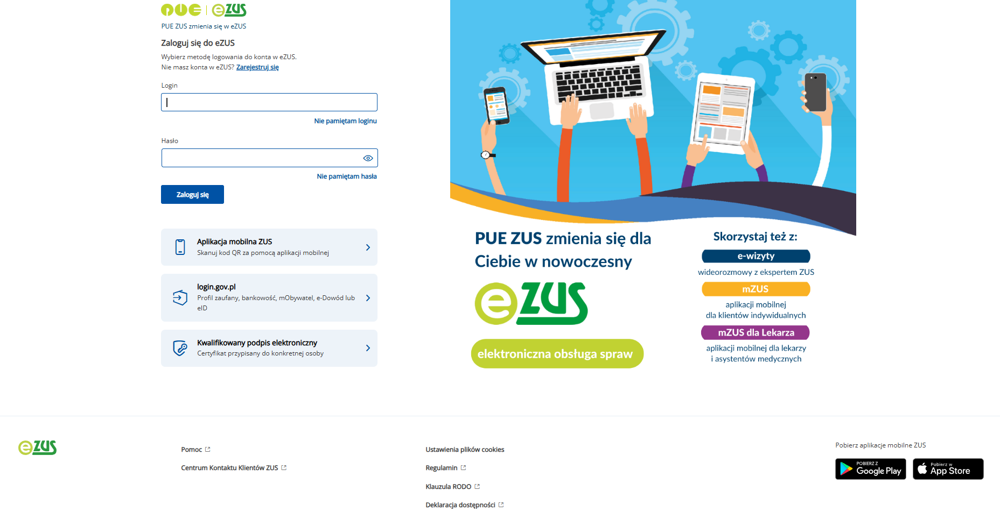 PUE | eZUS
PUE ZUS zmienia się w eZUS
Zaloguj się do eZUS
Wybierz metodę logowania do konta w eZUS.
Nie masz konta w eZUS? Zarejestruj się
Login
Nie pamiętam loginu
Hasło
Nie pamiętam hasła
Zaloguj się
Aplikacja mobilna ZUS
Skanuj kod QR za pomocą aplikacji mobilnej
login.gov.pl
Profil zaufany, bankowość, mObywatel, e-Dowód lub
eID
Kwalifikowany podpis elektroniczny
Certyfikat przypisany do konkretnej osoby
PUE ZUS zmienia się dla
Ciebie w nowoczesny
eZUS
elektroniczna obsługa spraw
Skorzystaj też z:
e-wizyty
wideorozmowy z ekspertem ZUS
mZUS
aplikacji mobilnej
dla klientów indywidualnych
mZUS dla Lekarza
aplikacji mobilnej dla lekarzy
i asystentów medycznych
eZUS
Pomoc
Centrum Kontaktu Klientów ZUS
Ustawienia plików cookies
Regulamin
Klauzula RODO
Deklaracja dostępności
Pobierz aplikacje mobilne ZUS
POBIERZ Z
Google Play
Pobierz w
App Store